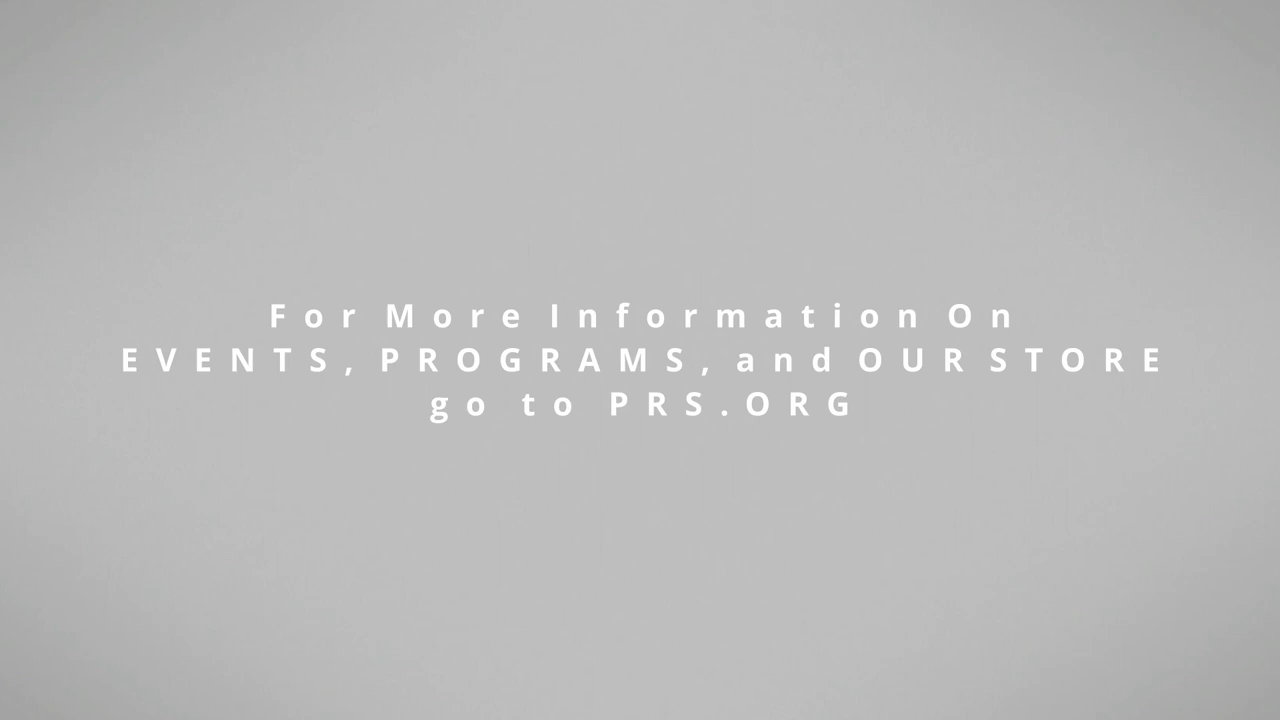 For More Information On
EVENTS, PROGRAMS, and OUR STORE
go to PRS.ORG